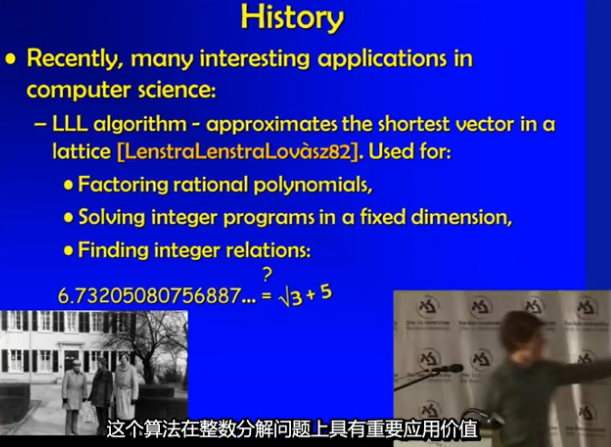 History
• Recently, many interesting applications in
computer science:
– LLL algorithm - approximates the shortest vector in a
lattice [LenstraLenstraLovàsz82]. Used for:
• Factoring rational polynomials,
• Solving integer programs in a fixed dimension,
• Finding integer relations:
?
6.73205080756887... = √3 + 5
这个算法在整数分解问题上具有重要应用价值